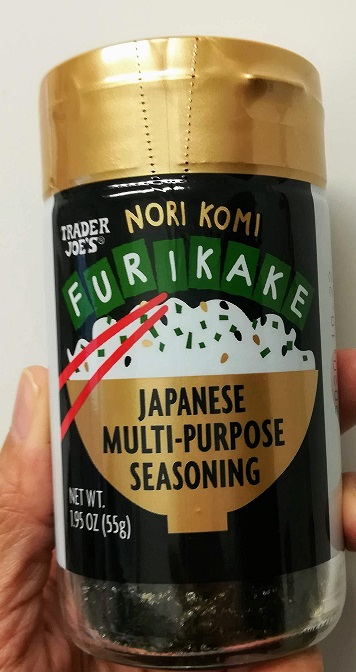 TRADER
JOE'S®
NORI KOMI
FURIKAKE
JAPANESE
MULTI-PURPOSE
SEASONING
NET WT.
1.95 OZ (55g)